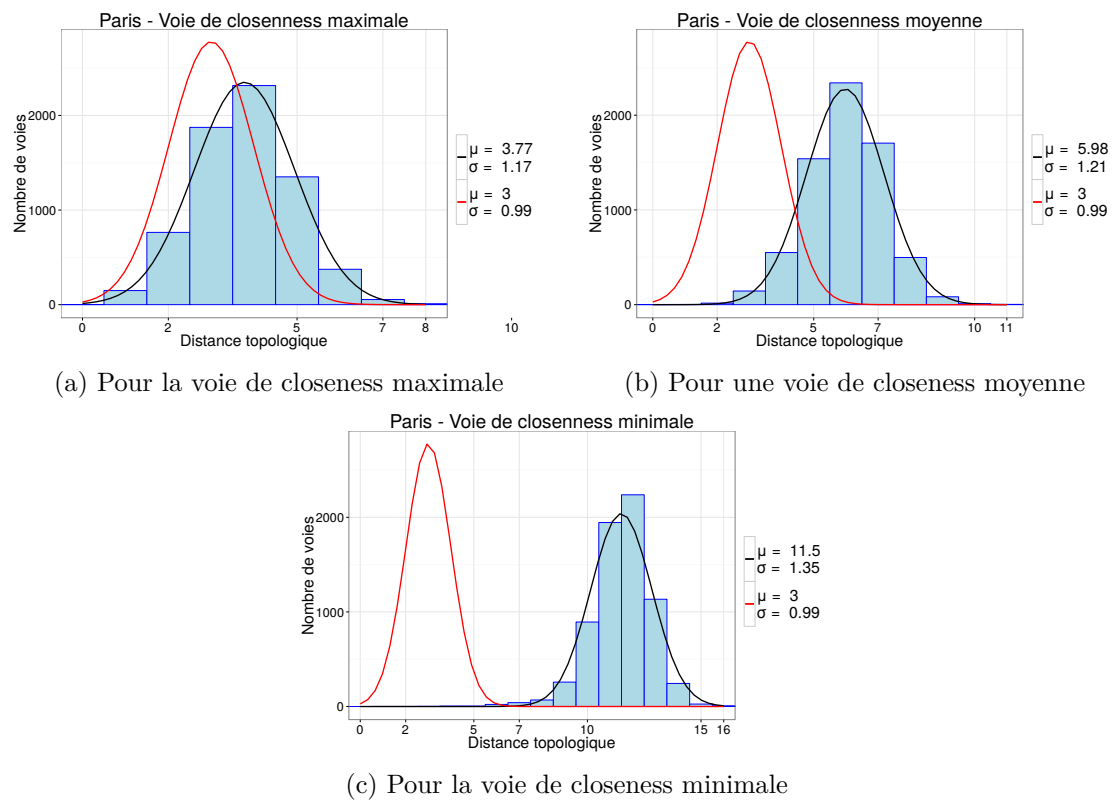 Paris - Voie de closenness maximale
Nombre de voies
2000
1000
0
0 2 5 7 8 10
Distance topologique
μ = 3.77
σ = 1.17
μ = 3
σ = 0.99
(a) Pour la voie de closeness maximale
Paris - Voie de closenness moyenne
Nombre de voies
2000
1000
0
0 2 5 7 10 11
Distance topologique
μ = 5.98
σ = 1.21
μ = 3
σ = 0.99
(b) Pour une voie de closeness moyenne
Paris - Voie de closenness minimale
Nombre de voies
2000
1000
0
0 2 5 7 10 15 16
Distance topologique
μ = 11.5
σ = 1.35
μ = 3
σ = 0.99
(c) Pour la voie de closeness minimale